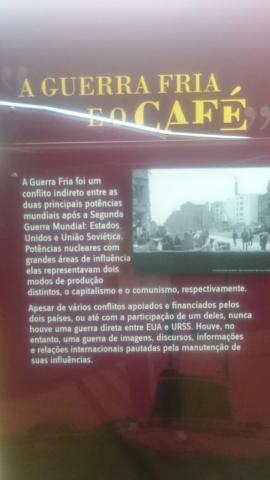 "A GUERRA FRIA
E O CAFÉ"
A Guerra Fria foi um
conflito indireto entre as
duas principais potências
mundiais após a Segunda
Guerra Mundial: Estados
Unidos e União Soviética.
Potências nucleares com
grandes áreas de influência
elas representavam dois
modos de produção
distintos, o capitalismo e o comunismo, respectivamente.
Apesar de vários conflitos apoiados e financiados pelos
dois países, ou até com a participação de um deles, nunca
houve uma guerra direta entre EUA e URSS. Houve, no
entanto, uma guerra de imagens, discursos, informações
e relações internacionais pautadas pela manutenção de
suas influências.